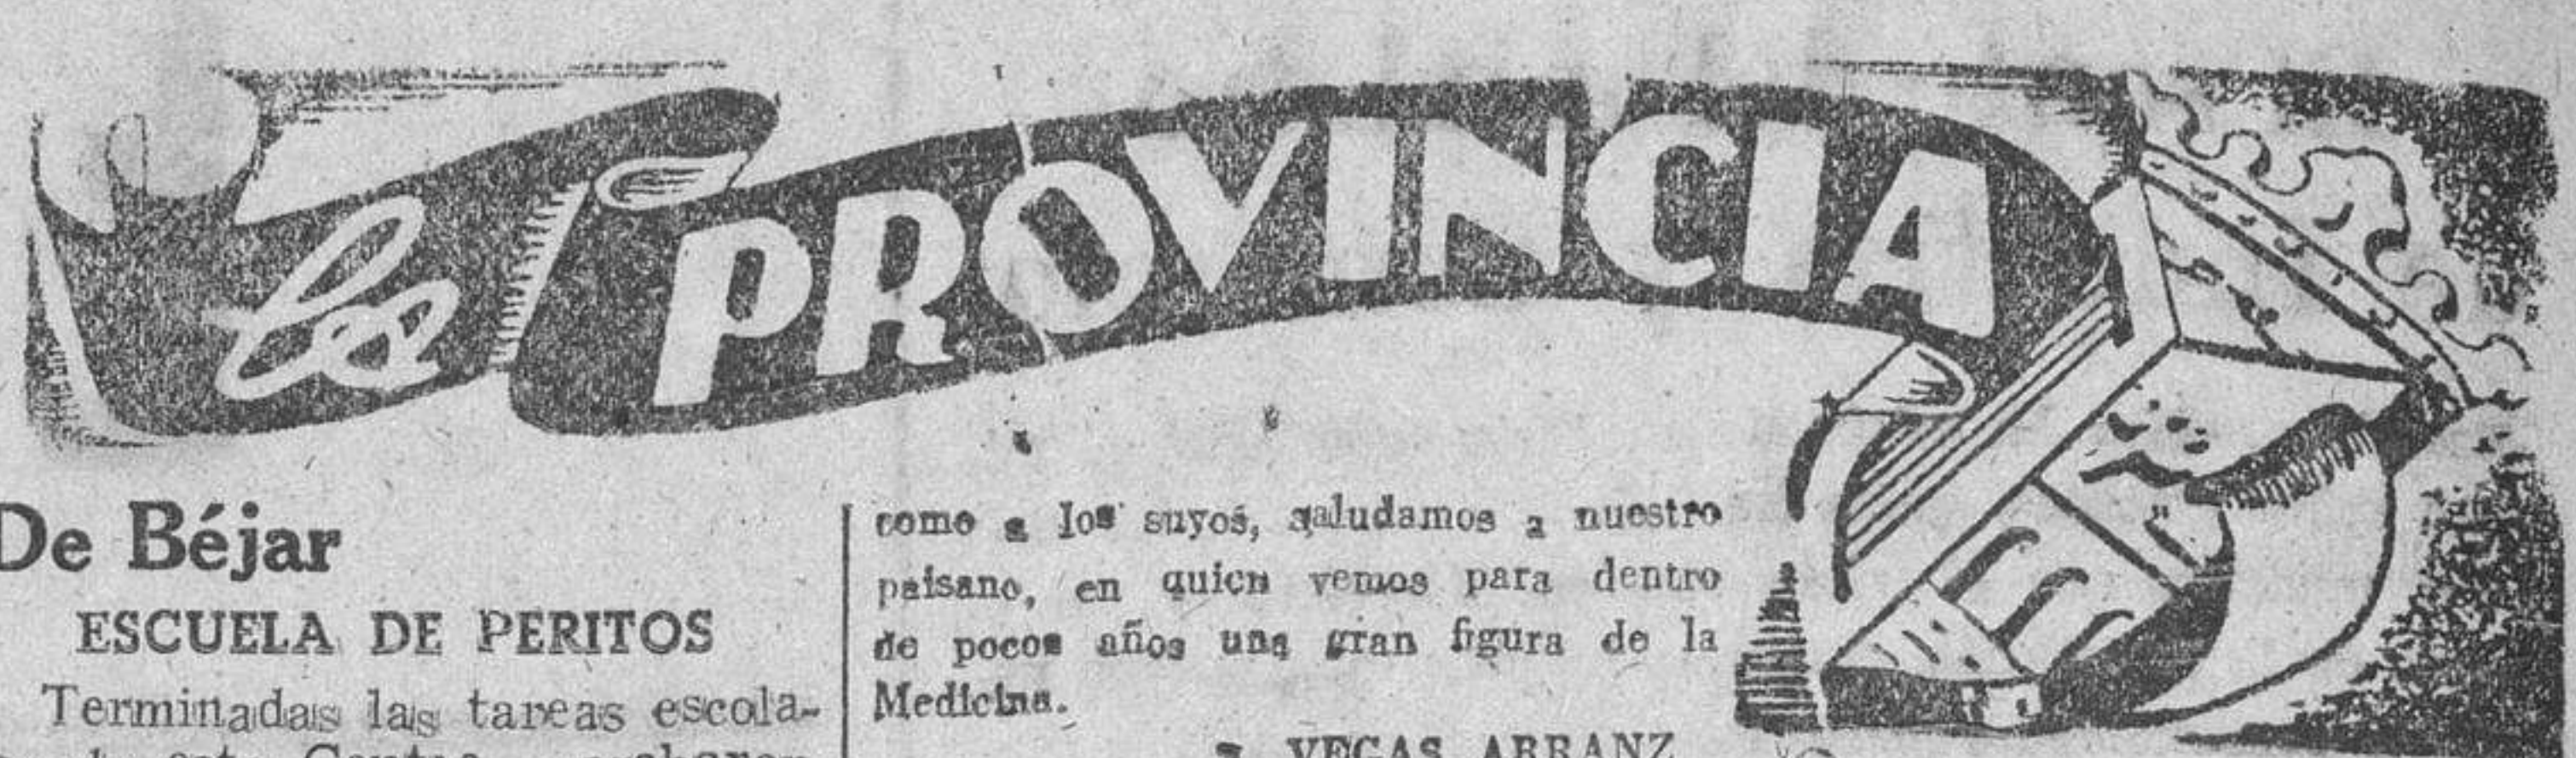 La PROVINCIA
De Béjar
ESCUELA DE PERITOS
Terminadas las tareas escola-
como a los suyos, saludamos a nuestro
paisano, en quien vemos para dentro
de pocos años una gran figura de la
Medicina.
VEGAS ARRANZ